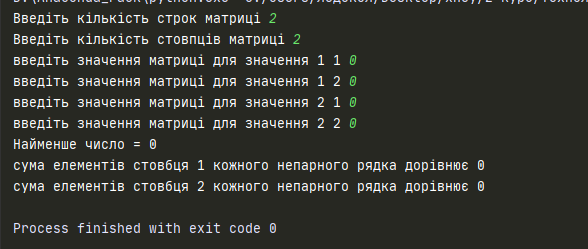 Введіть кількість строк матриці 2
Введіть кількість стовпців матриці 2
введіть значення матриці для значення 1 1 0
введіть значення матриці для значення 1 2 0
введіть значення матриці для значення 2 1 0
введіть значення матриці для значення 2 2 0
Найменше число = 0
сума елементів стовбця 1 кожного непарного рядка дорівнює 0
сума елементів стовбця 2 кожного непарного рядка дорівнює 0
Process finished with exit code 0